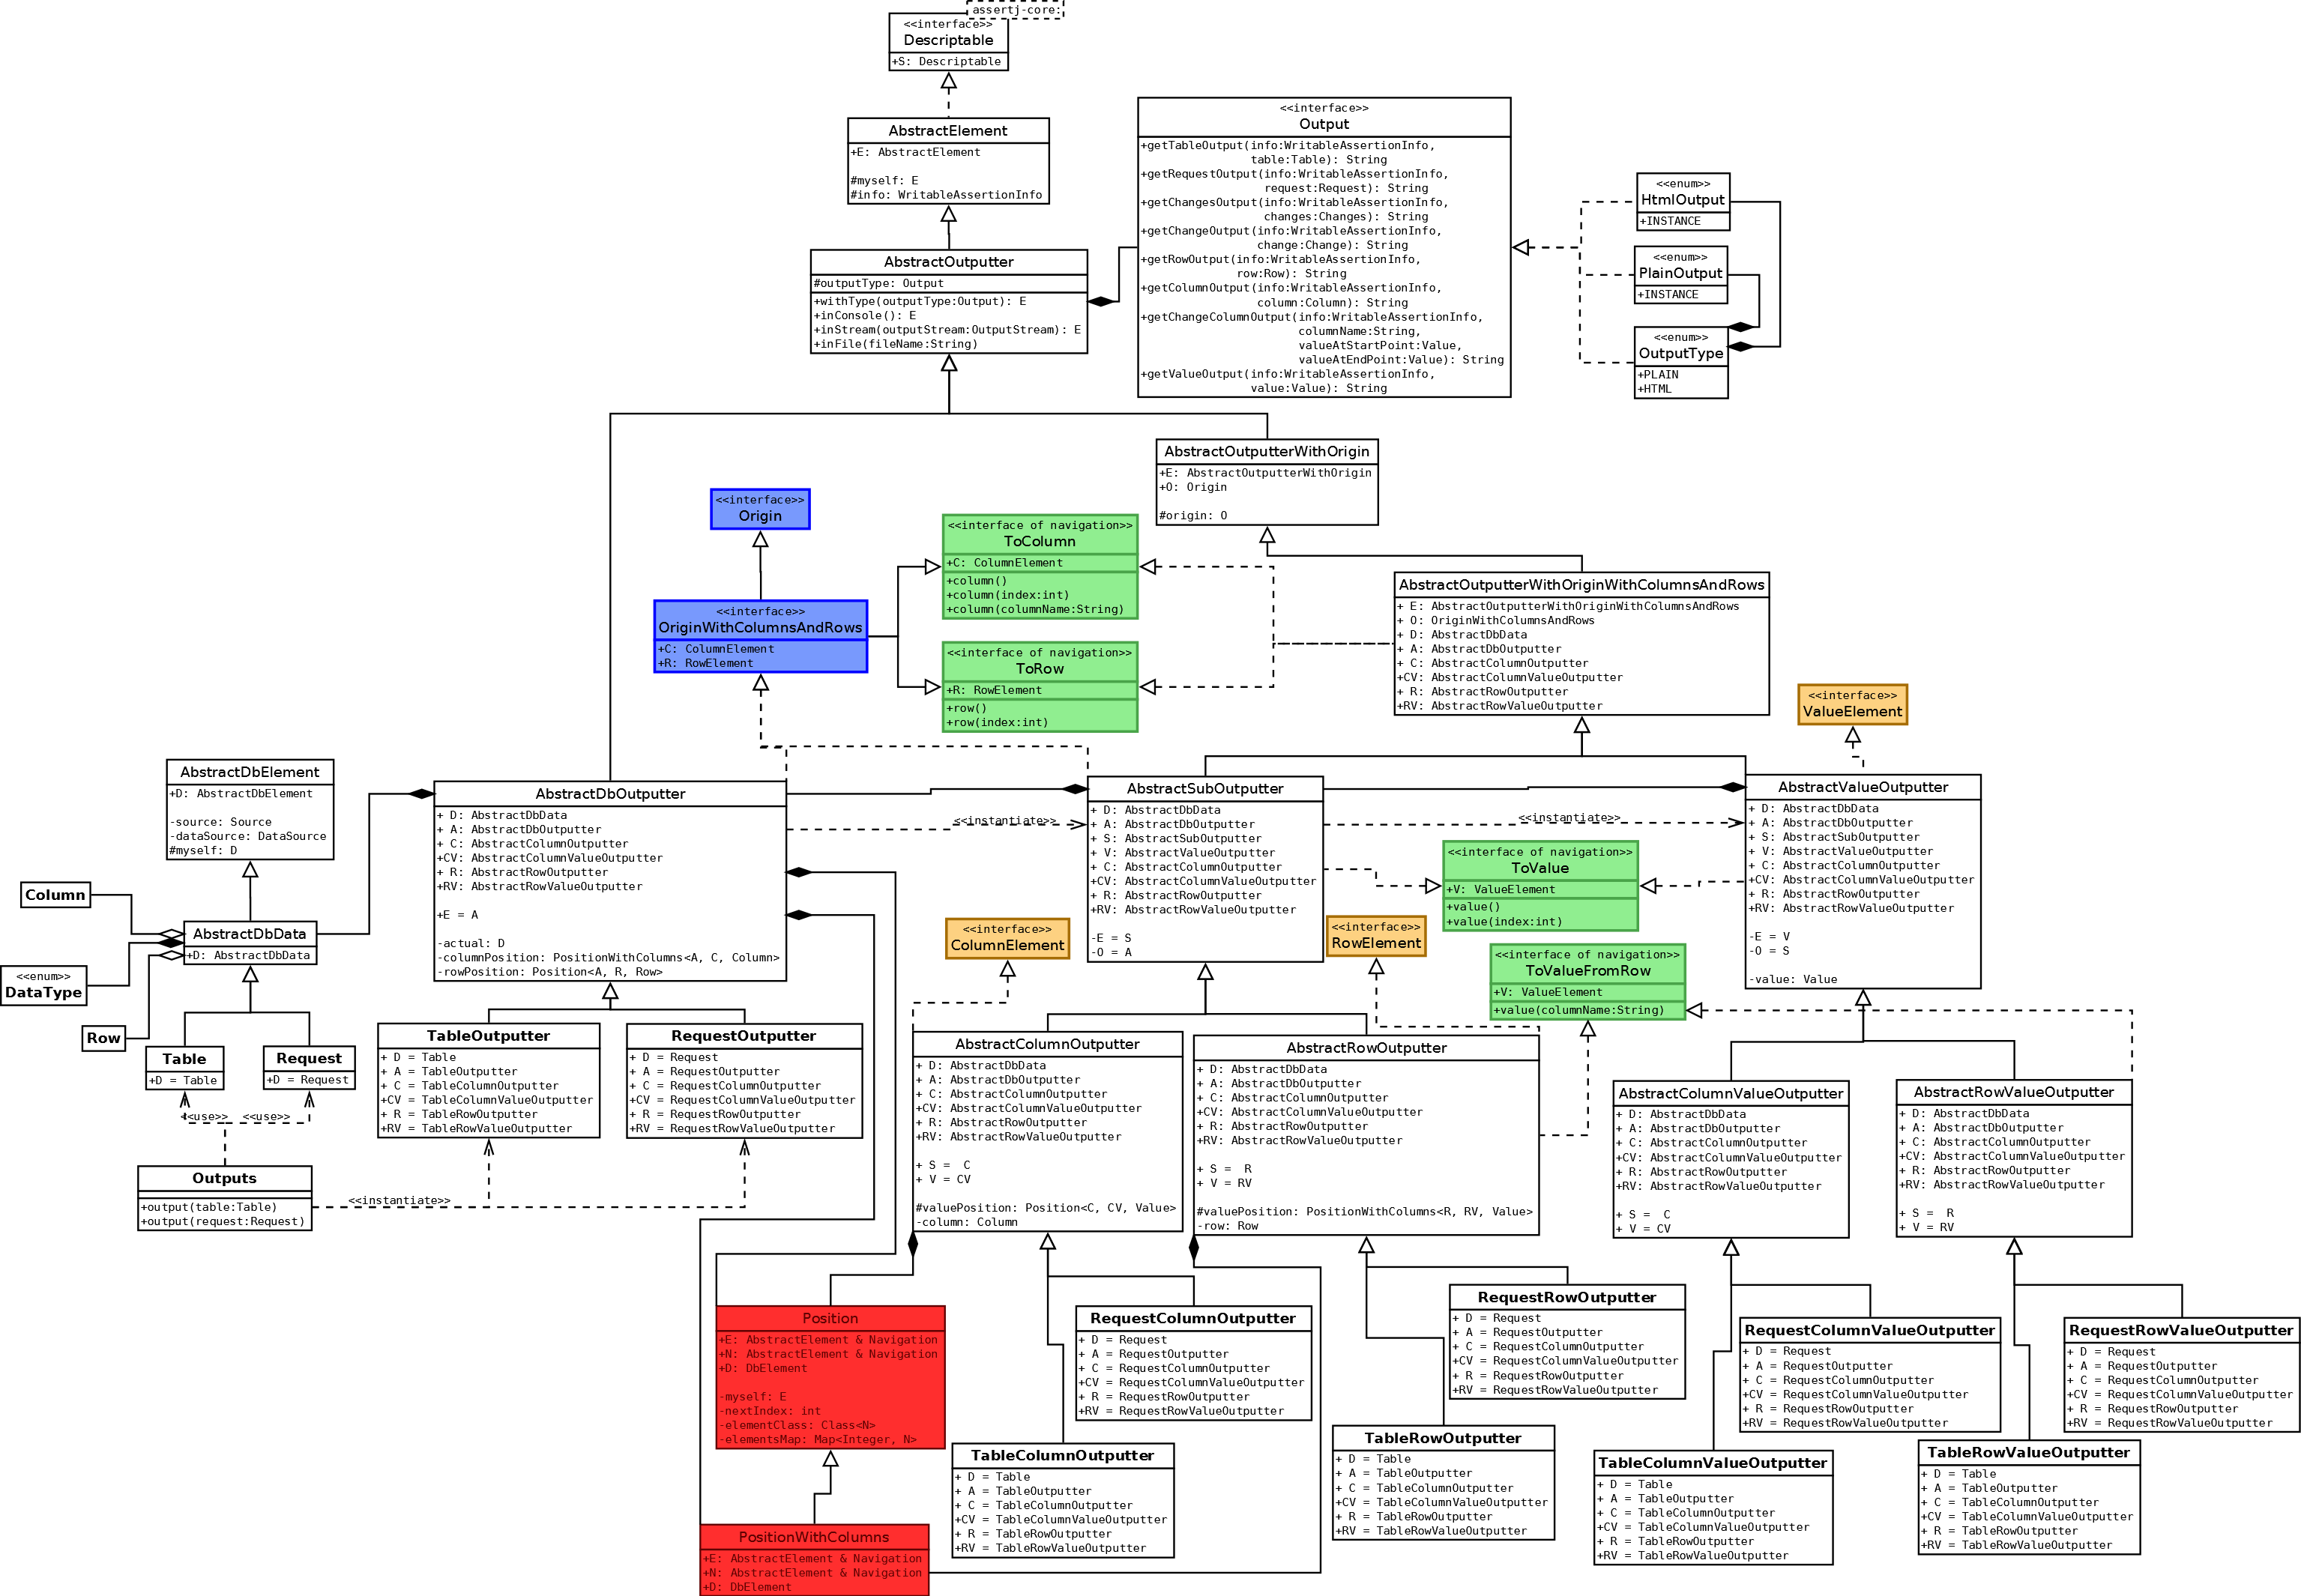 assertj-core:
<<interface>>
Descriptable
+S: Descriptable
AbstractElement
+E: AbstractElement
#myself: E
#info: WritableAssertionInfo
<<interface>>
Output
+getTableOutput(info:WritableAssertionInfo,
table:Table): String
+getRequestOutput(info:WritableAssertionInfo,
request:Request): String
+getChangesOutput(info:WritableAssertionInfo,
changes:Changes): String
+getChangeOutput(info:WritableAssertionInfo,
change:Change): String
+getRowOutput(info:WritableAssertionInfo,
row:Row): String
+getColumnOutput(info:WritableAssertionInfo,
column:Column): String
+getChangeColumnOutput(info:WritableAssertionInfo,
columnName:String,
valueAtStartPoint:Value,
valueAtEndPoint:Value): String
+getValueOutput(info:WritableAssertionInfo,
value:Value): String
<<enum>>
HtmlOutput
+INSTANCE
<<enum>>
PlainOutput
+INSTANCE
<<enum>>
OutputType
+PLAIN
+HTML
AbstractOutputter
#outputType: Output
+withType(outputType:Output): E
+inConsole(): E
+inStream(outputStream:OutputStream): E
+inFile(fileName:String)
AbstractOutputterWithOrigin
+E: AbstractOutputterWithOrigin
+O: Origin
#origin: O
<<interface>>
Origin
<<interface of navigation>>
ToColumn
+C: ColumnElement
+column()
+column(index:int)
+column(columnName:String)
<<interface>>
OriginWithColumnsAndRows
+C: ColumnElement
+R: RowElement
<<interface of navigation>>
ToRow
+R: RowElement
+row()
+row(index:int)
AbstractOutputterWithOriginWithColumnsAndRows
+ E: AbstractOutputterWithOriginWithColumnsAndRows
+ O: OriginWithColumnsAndRows
+ D: AbstractDbData
+ A: AbstractDbOutputter
+ C: AbstractColumnOutputter
+CV: AbstractColumnValueOutputter
+ R: AbstractRowOutputter
+RV: AbstractRowValueOutputter
<<interface>>
ValueElement
AbstractDbElement
+D: AbstractDbElement
-source: Source
-dataSource: DataSource
#myself: D
AbstractDbOutputter
+ D: AbstractDbData
+ A: AbstractDbOutputter
+ C: AbstractColumnOutputter
+CV: AbstractColumnValueOutputter
+ R: AbstractRowOutputter
+RV: AbstractRowValueOutputter
+E = A
-actual: D
-columnPosition: PositionWithColumns<A, C, Column>
-rowPosition: Position<A, R, Row>
<<instantiate>>
AbstractSubOutputter
+ D: AbstractDbData
+ A: AbstractDbOutputter
+ S: AbstractSubOutputter
+ V: AbstractValueOutputter
+ C: AbstractColumnOutputter
+CV: AbstractColumnValueOutputter
+ R: AbstractRowOutputter
+RV: AbstractRowValueOutputter
-E = S
-O = A
<<instantiate>>
<<interface of navigation>>
ToValue
+V: ValueElement
+value()
+value(index:int)
AbstractValueOutputter
+ D: AbstractDbData
+ A: AbstractDbOutputter
+ S: AbstractSubOutputter
+ V: AbstractValueOutputter
+ C: AbstractColumnOutputter
+CV: AbstractColumnValueOutputter
+ R: AbstractRowOutputter
+RV: AbstractRowValueOutputter
-E = V
-O = S
-value: Value
Column
AbstractDbData
+D: AbstractDbData
<<enum>>
DataType
Row
<<interface>>
ColumnElement
<<interface>>
RowElement
<<interface of navigation>>
ToValueFromRow
+V: ValueElement
+value(columnName:String)
Table
+D = Table
Request
+D = Request
<<use>>
<<use>>
Outputs
+output(table:Table)
+output(request:Request)
<<instantiate>>
TableOutputter
+ D = Table
+ A = TableOutputter
+ C = TableColumnOutputter
+CV = TableColumnValueOutputter
+ R = TableRowOutputter
+RV = TableRowValueOutputter
RequestOutputter
+ D = Request
+ A = RequestOutputter
+ C = RequestColumnOutputter
+CV = RequestColumnValueOutputter
+ R = RequestRowOutputter
+RV = RequestRowValueOutputter
AbstractColumnOutputter
+ D: AbstractDbData
+ A: AbstractDbOutputter
+ C: AbstractColumnOutputter
+CV: AbstractColumnValueOutputter
+ R: AbstractRowOutputter
+RV: AbstractRowValueOutputter
+ S =  C
+ V = CV
#valuePosition: Position<C, CV, Value>
-column: Column
AbstractRowOutputter
+ D: AbstractDbData
+ A: AbstractDbOutputter
+ C: AbstractColumnOutputter
+CV: AbstractColumnValueOutputter
+ R: AbstractRowOutputter
+RV: AbstractRowValueOutputter
+ S =  R
+ V = RV
#valuePosition: PositionWithColumns<R, RV, Value>
-row: Row
AbstractColumnValueOutputter
+ D: AbstractDbData
+ A: AbstractDbOutputter
+ C: AbstractColumnOutputter
+CV: AbstractColumnValueOutputter
+ R: AbstractRowOutputter
+RV: AbstractRowValueOutputter
+ S =  C
+ V = CV
AbstractRowValueOutputter
+ D: AbstractDbData
+ A: AbstractDbOutputter
+ C: AbstractColumnOutputter
+CV: AbstractColumnValueOutputter
+ R: AbstractRowOutputter
+RV: AbstractRowValueOutputter
+ S =  R
+ V = RV
Position
+E: AbstractElement & Navigation
+N: AbstractElement & Navigation
+D: DbElement
-myself: E
-nextIndex: int
-elementClass: Class<N>
-elementsMap: Map<Integer, N>
RequestColumnOutputter
+ D = Request
+ A = RequestOutputter
+ C = RequestColumnOutputter
+CV = RequestColumnValueOutputter
+ R = RequestRowOutputter
+RV = RequestRowValueOutputter
RequestRowOutputter
+ D = Request
+ A = RequestOutputter
+ C = RequestColumnOutputter
+CV = RequestColumnValueOutputter
+ R = RequestRowOutputter
+RV = RequestRowValueOutputter
RequestColumnValueOutputter
+ D = Request
+ A = RequestOutputter
+ C = RequestColumnOutputter
+CV = RequestColumnValueOutputter
+ R = RequestRowOutputter
+RV = RequestRowValueOutputter
RequestRowValueOutputter
+ D = Request
+ A = RequestOutputter
+ C = RequestColumnOutputter
+CV = RequestColumnValueOutputter
+ R = RequestRowOutputter
+RV = RequestRowValueOutputter
TableColumnOutputter
+ D = Table
+ A = TableOutputter
+ C = TableColumnOutputter
+CV = TableColumnValueOutputter
+ R = TableRowOutputter
+RV = TableRowValueOutputter
TableRowOutputter
+ D = Table
+ A = TableOutputter
+ C = TableColumnOutputter
+CV = TableColumnValueOutputter
+ R = TableRowOutputter
+RV = TableRowValueOutputter
TableColumnValueOutputter
+ D = Table
+ A = TableOutputter
+ C = TableColumnOutputter
+CV = TableColumnValueOutputter
+ R = TableRowOutputter
+RV = TableRowValueOutputter
TableRowValueOutputter
+ D = Table
+ A = TableOutputter
+ C = TableColumnOutputter
+CV = TableColumnValueOutputter
+ R = TableRowOutputter
+RV = TableRowValueOutputter
PositionWithColumns
+E: AbstractElement & Navigation
+N: AbstractElement & Navigation
+D: DbElement